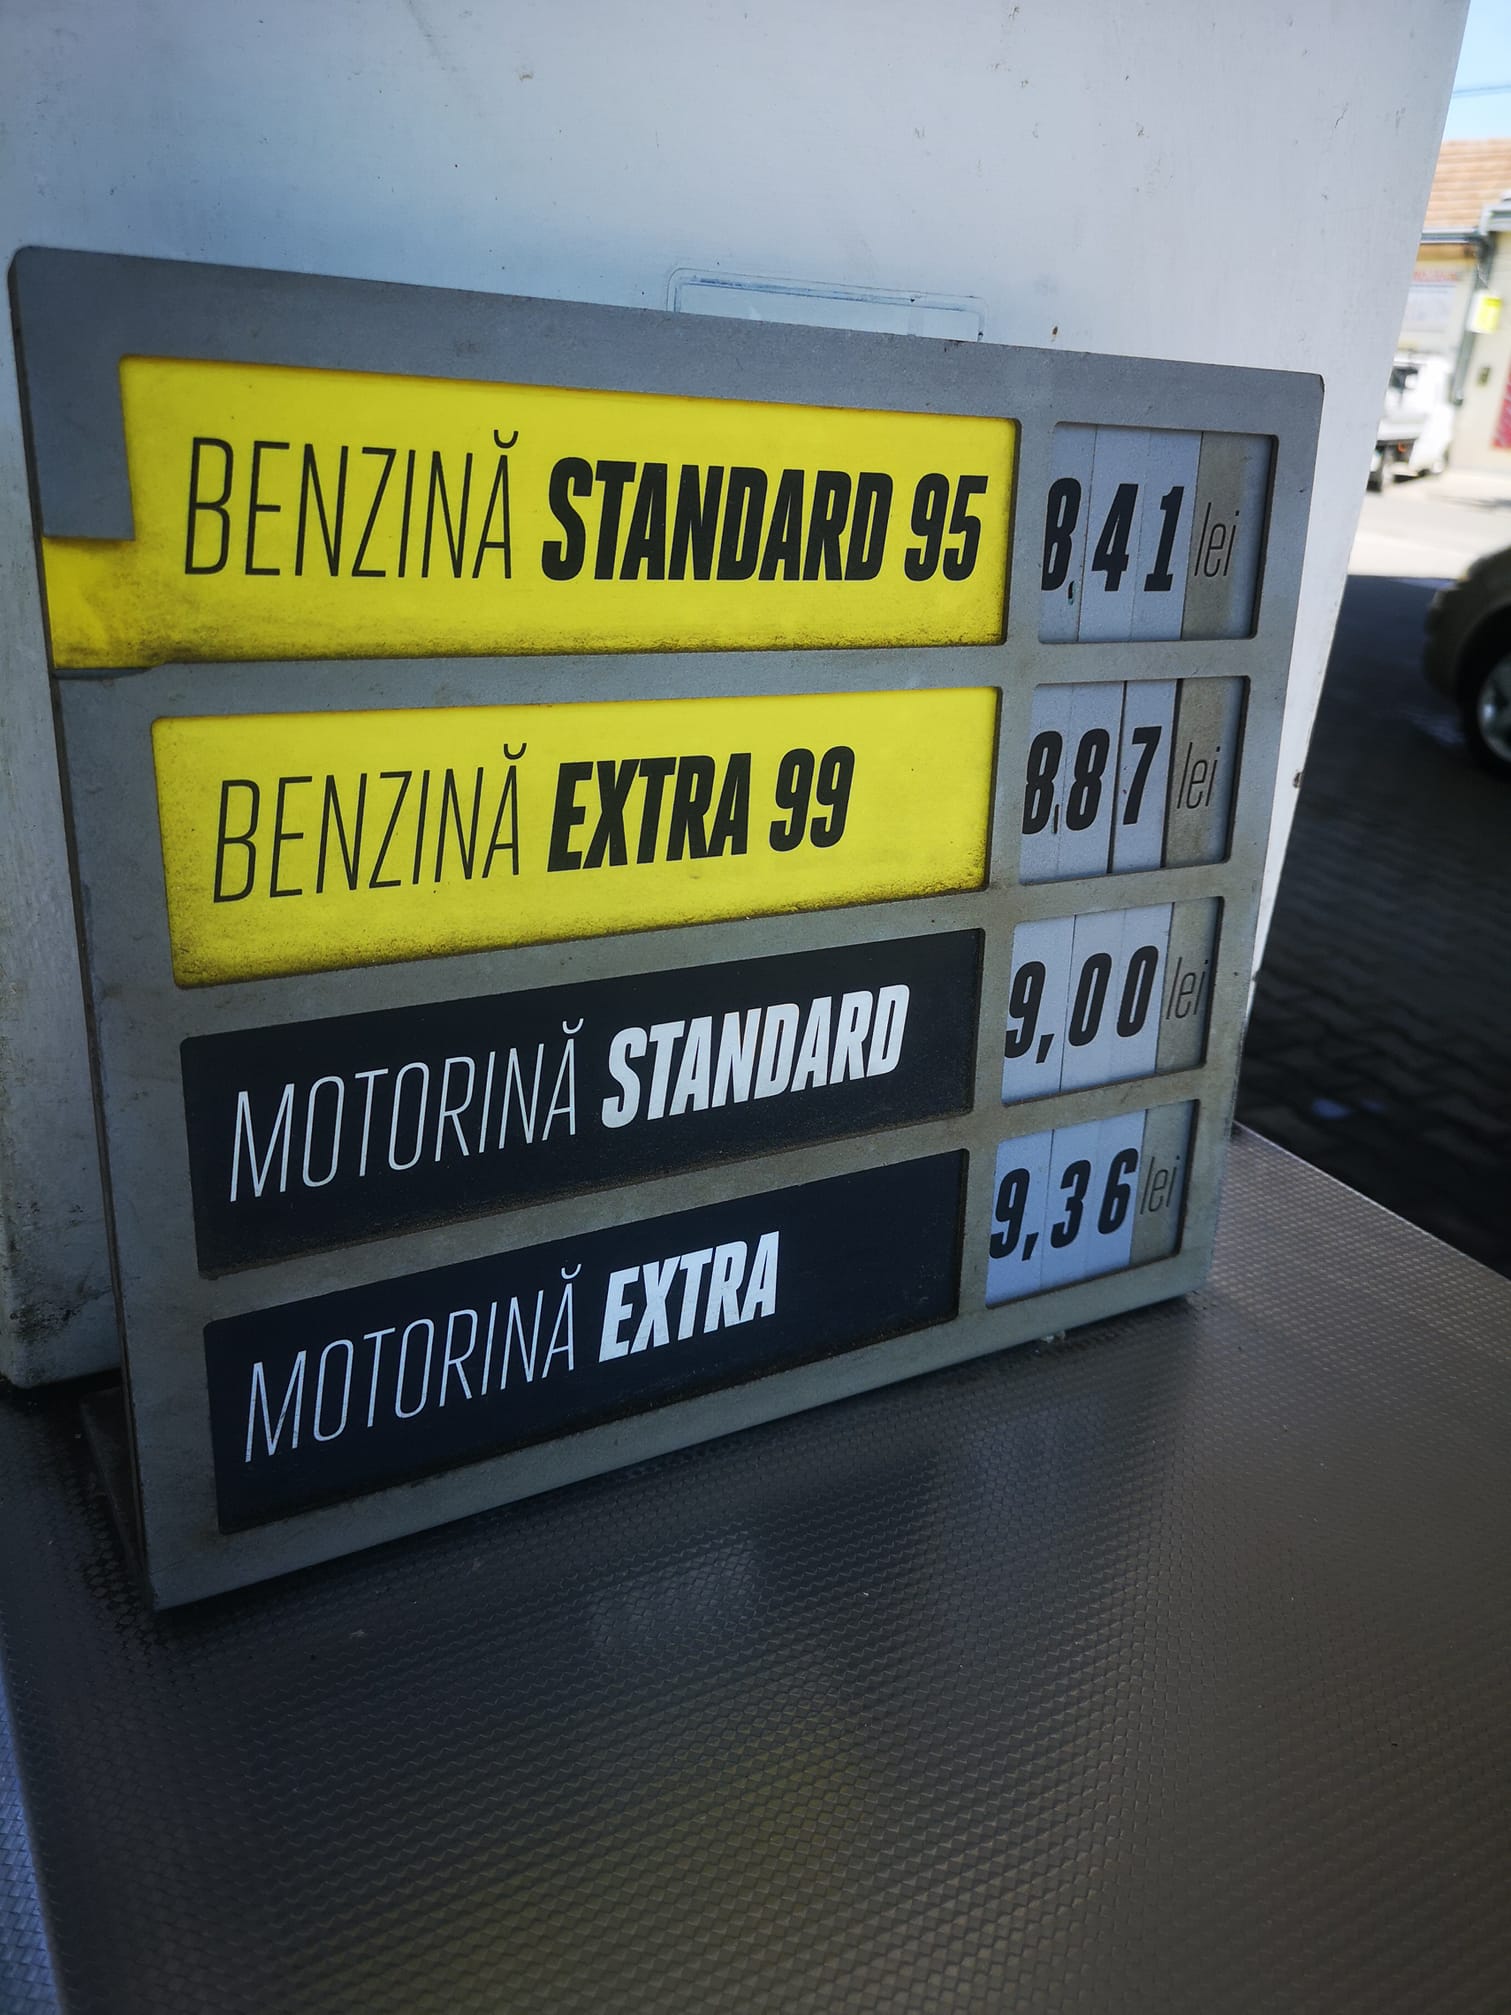 BENZINĂ STANDARD 95 8,41 lei
BENZINĂ EXTRA 99 8,87 lei
MOTORINĂ STANDARD 9,00 lei
MOTORINĂ EXTRA 9,36 lei